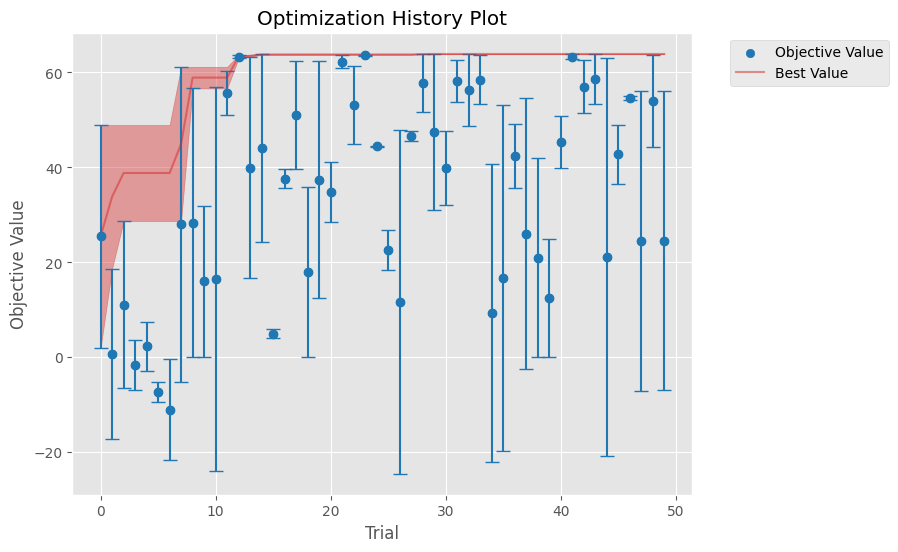 Optimization History Plot
Objective Value
Best Value
60
40
20
0
−20
Objective Value
0 10 20 30 40 50
Trial